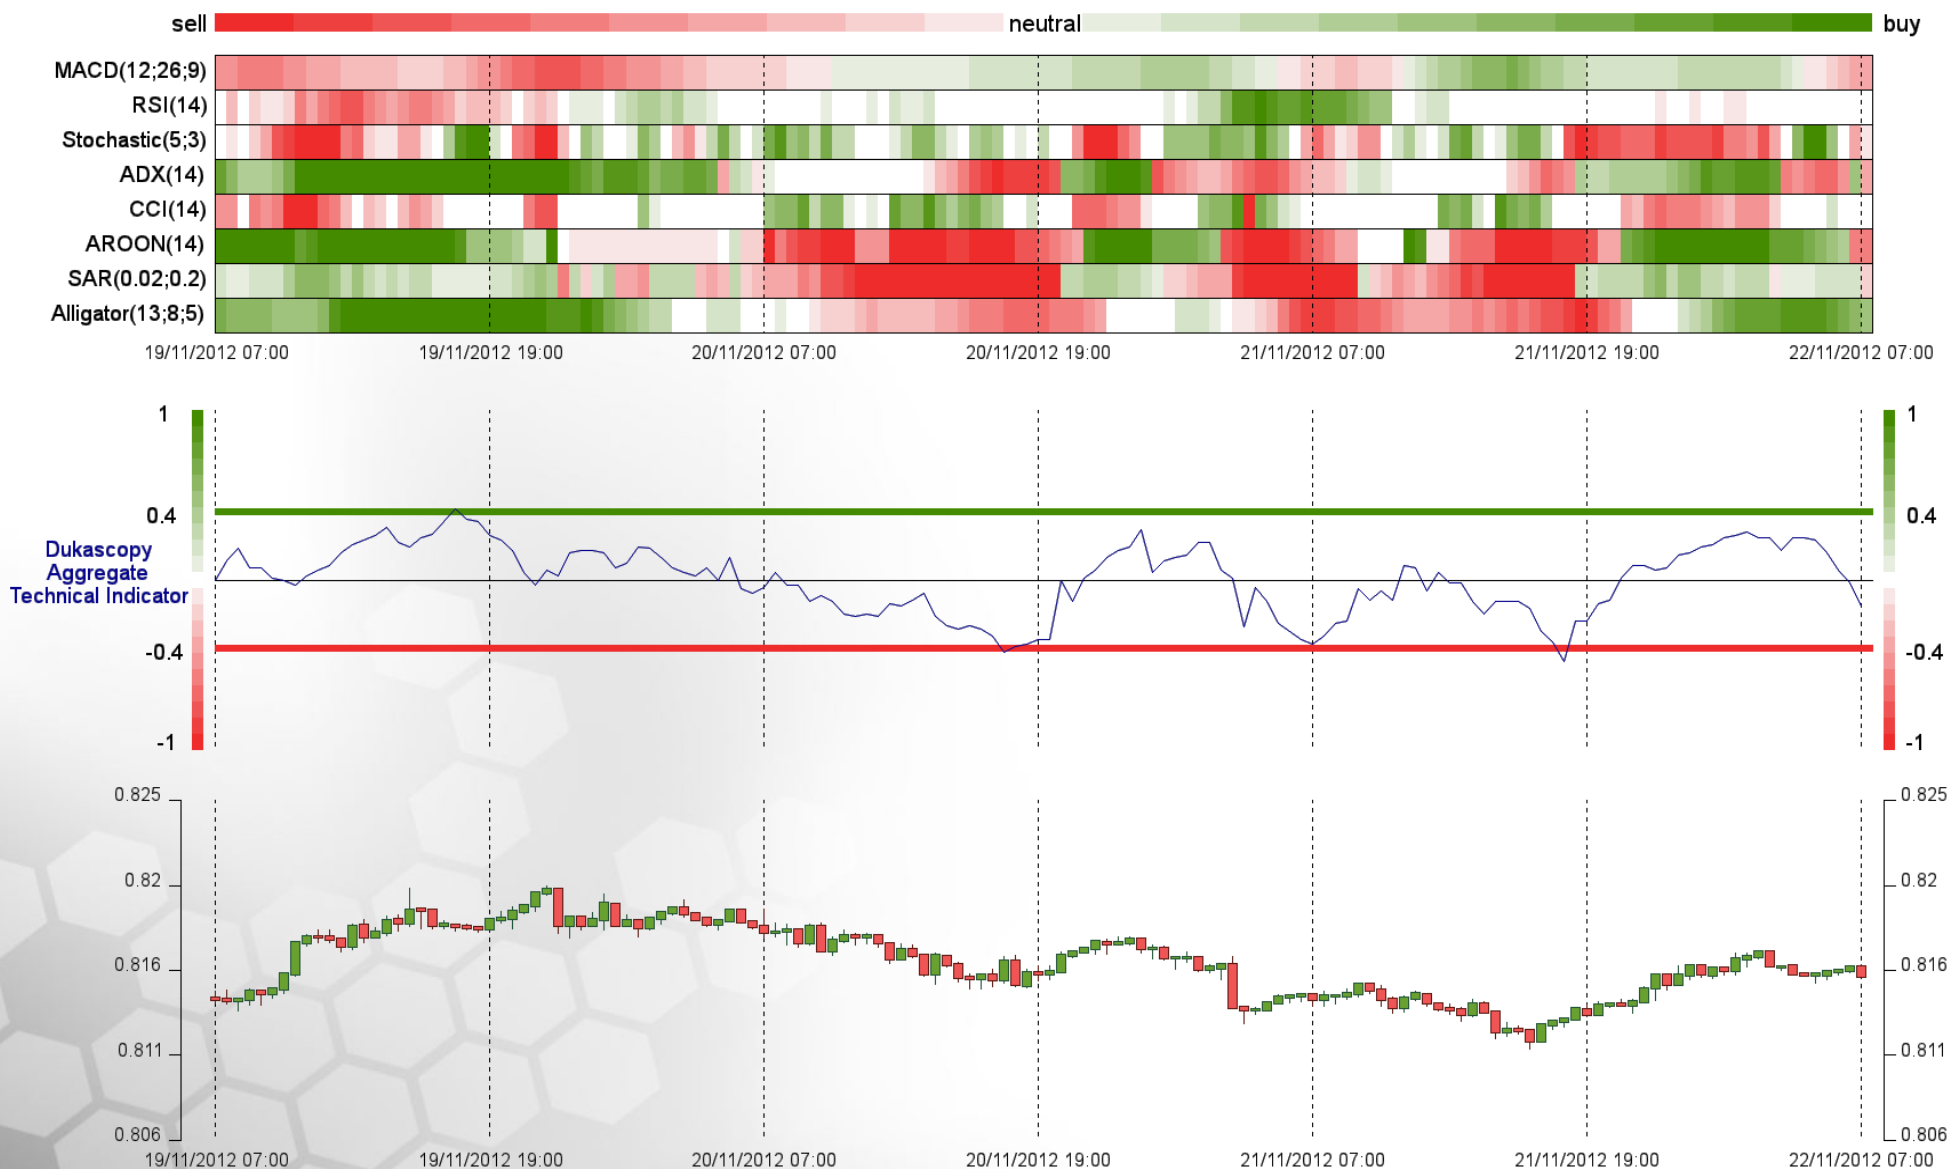 sell neutral buy
MACD(12;26;9)
RSI(14)
Stochastic(5;3)
ADX(14)
CCI(14)
AROON(14)
SAR(0.02;0.2)
Alligator(13;8;5)
19/11/2012 07:00 19/11/2012 19:00 20/11/2012 07:00 20/11/2012 19:00 21/11/2012 07:00 21/11/2012 19:00 22/11/2012 07:00
1 1
0.4 0.4
Dukascopy
Aggregate
Technical Indicator
-0.4 -0.4
-1 -1
0.825 0.825
0.82 0.82
0.816 0.816
0.811 0.811
0.806 0.806
19/11/2012 07:00 19/11/2012 19:00 20/11/2012 07:00 20/11/2012 19:00 21/11/2012 07:00 21/11/2012 19:00 22/11/2012 07:00